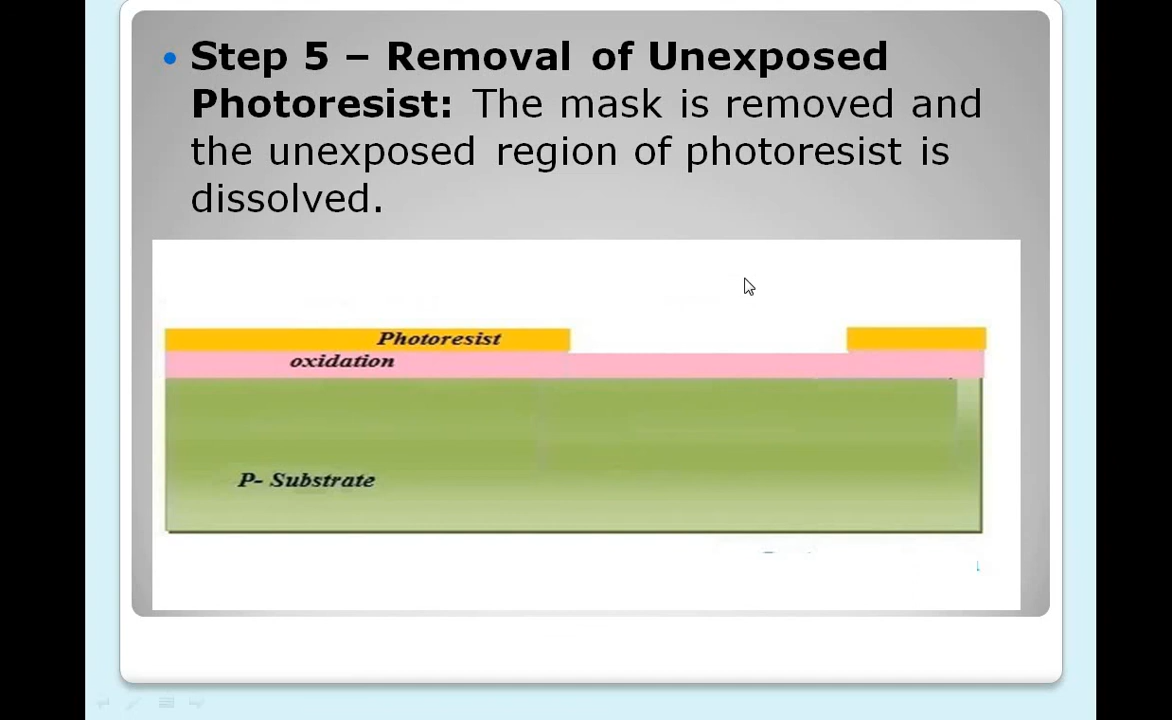 Step 5 – Removal of Unexposed
Photoresist: The mask is removed and
the unexposed region of photoresist is
dissolved.
Photoresist
oxidation
P- Substrate